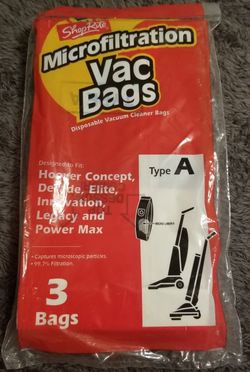 ShopRite
Microfiltration
Vac
Bags
Disposable Vacuum Cleaner Bags
Designed to Fit:
Hoover Concept,
Decade, Elite,
Innovation,
Legacy and
Power Max
Type A
• Captures microscopic particles.
• 99.7% Filtration.
3
Bags